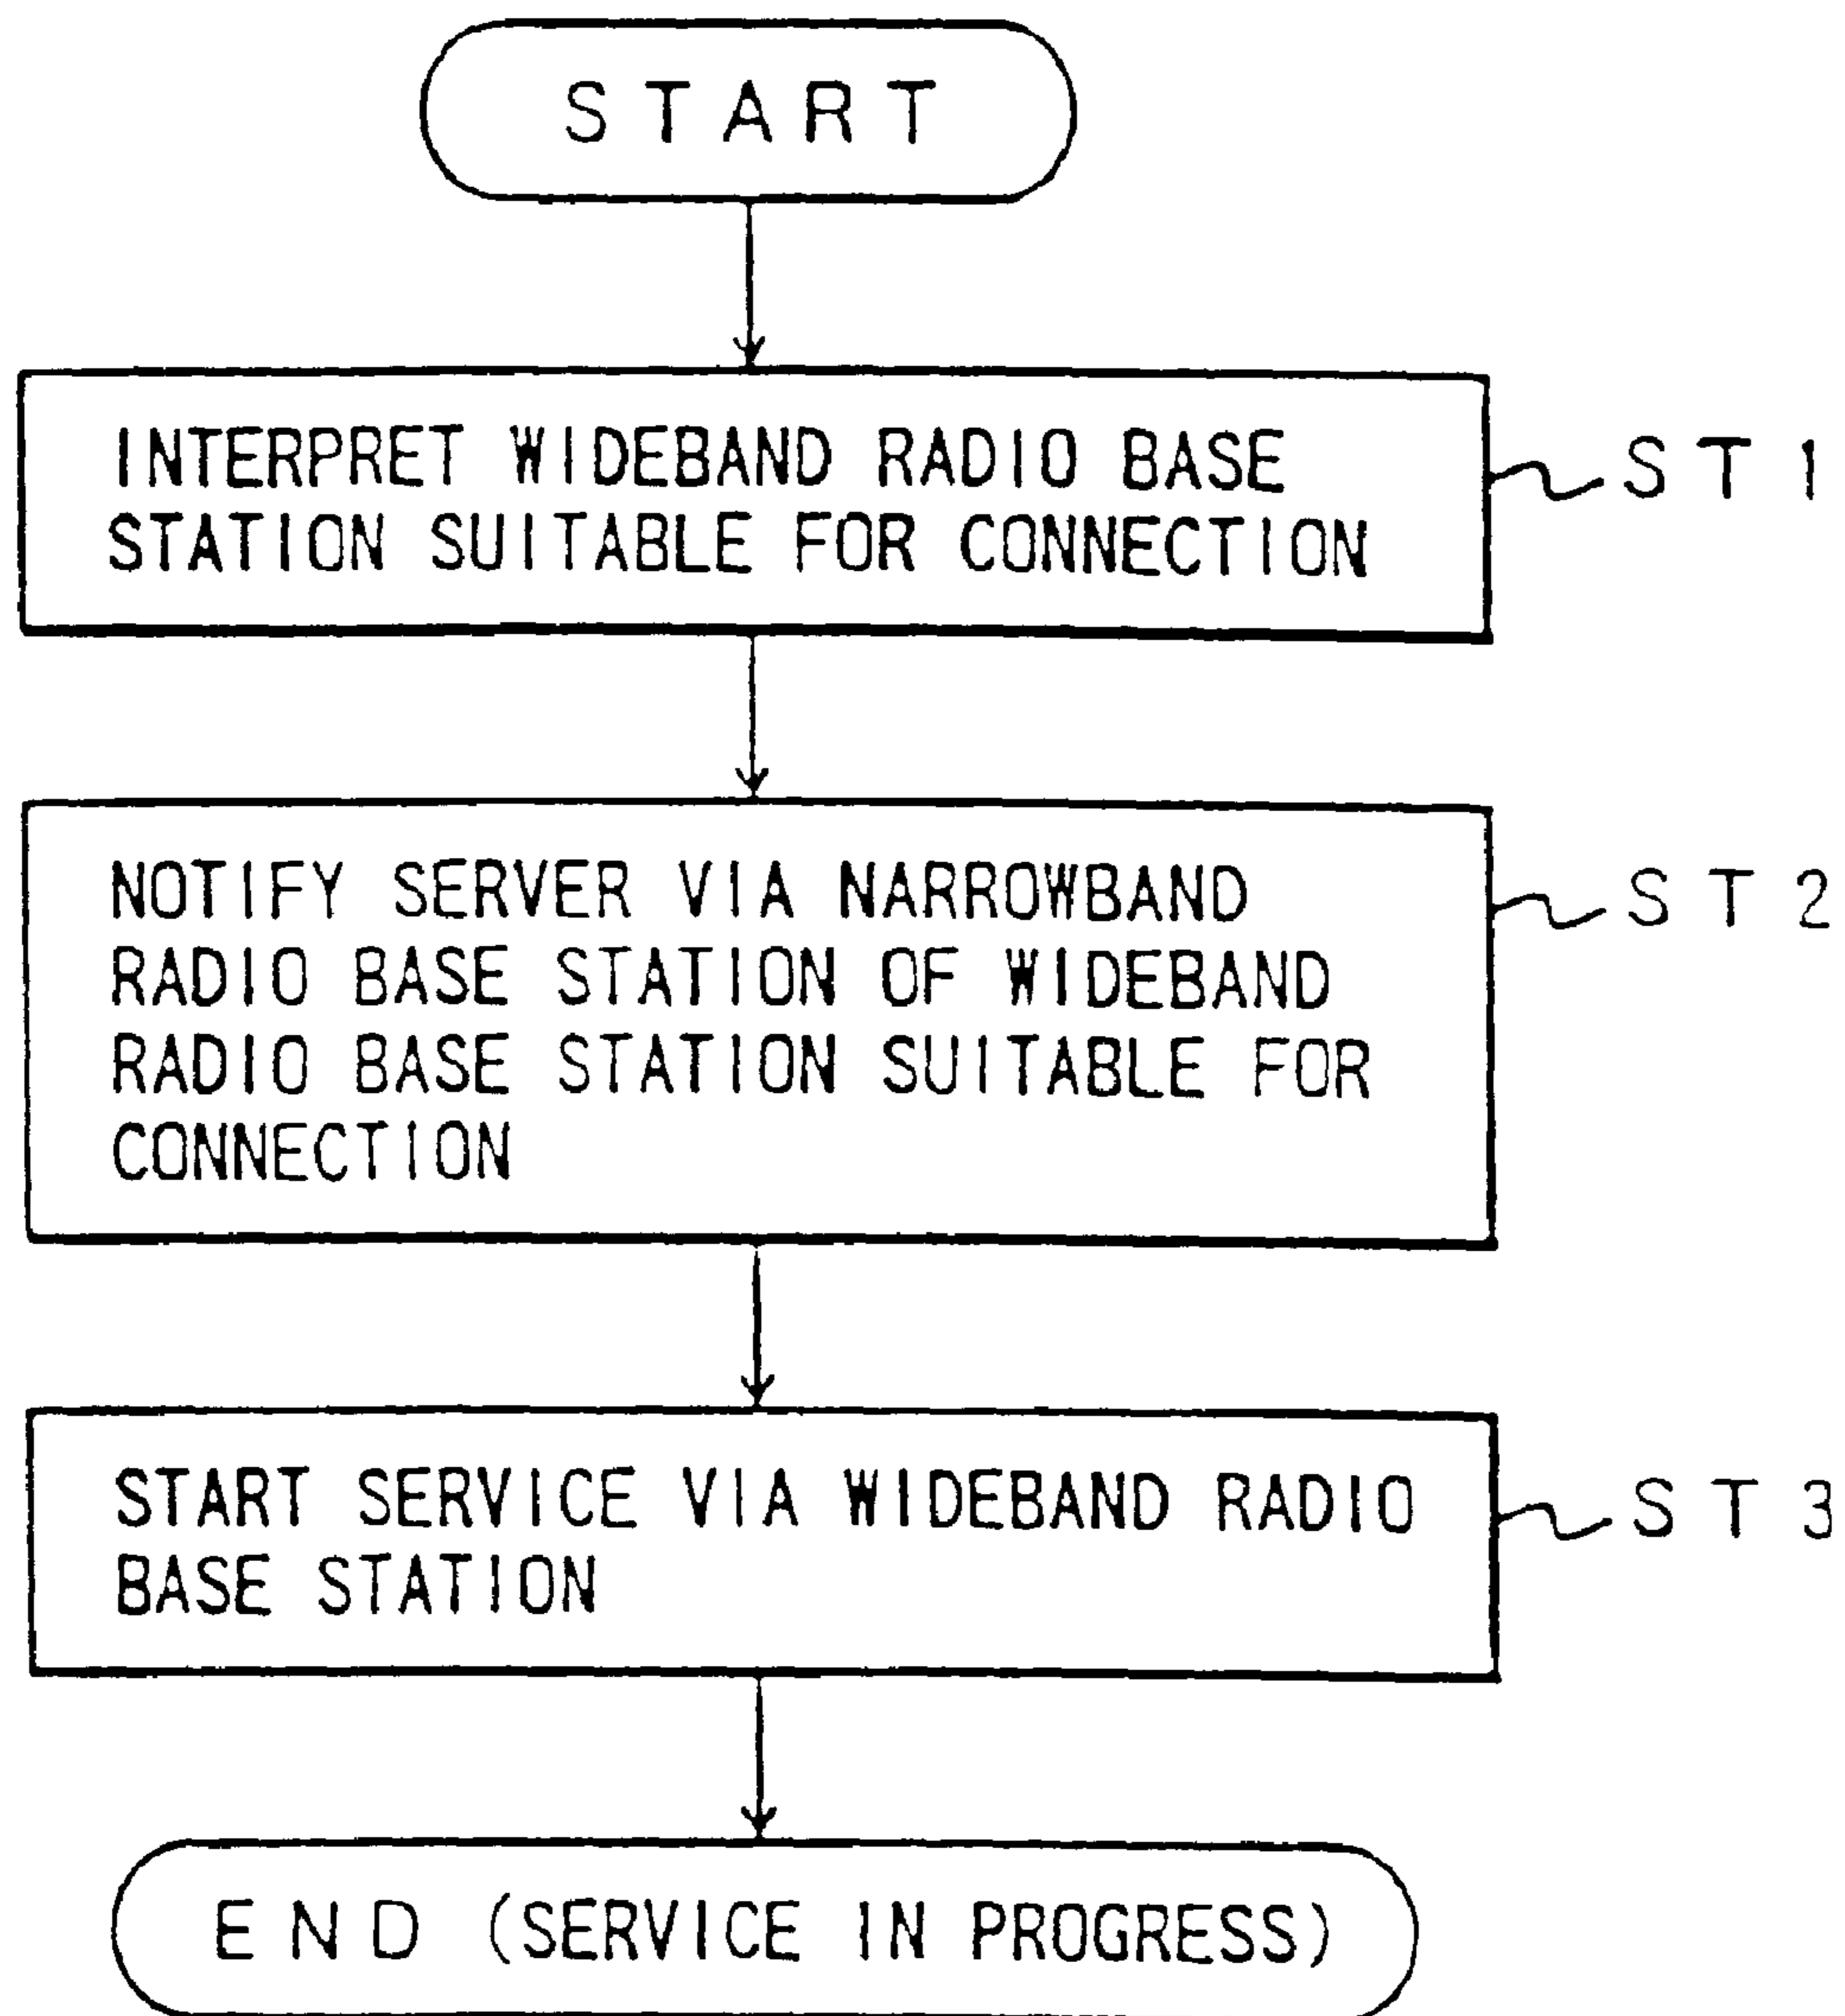 START
INTERPRET WIDEBAND RADIO BASE
STATION SUITABLE FOR CONNECTION
ST1
NOTIFY SERVER VIA NARROWBAND
RADIO BASE STATION OF WIDEBAND
RADIO BASE STATION SUITABLE FOR
CONNECTION
ST2
START SERVICE VIA WIDEBAND RADIO
BASE STATION
ST3
END (SERVICE IN PROGRESS)